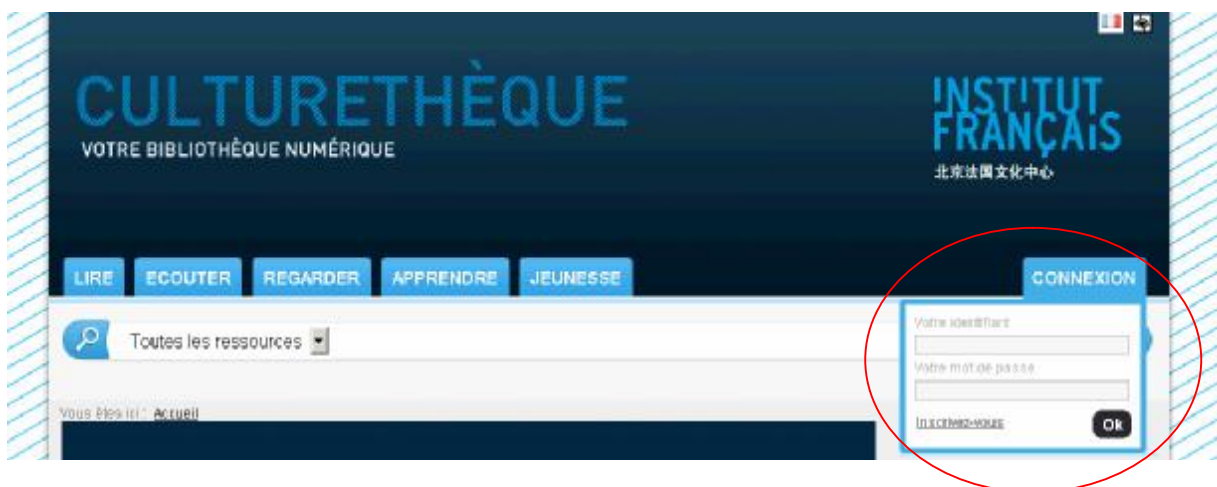 CULTURETHÈQUE
VOTRE BIBLIOTHÈQUE NUMÉRIQUE
INSTITUT
FRANÇAIS
北京法国文化中心
LIRE ECOUTER REGARDER APPRENDRE JEUNESSE CONNEXION
Toutes les ressources
Votre identifiant
Votre mot de passe
Inscrivez-vous Ok
Vous êtes ici : Accueil